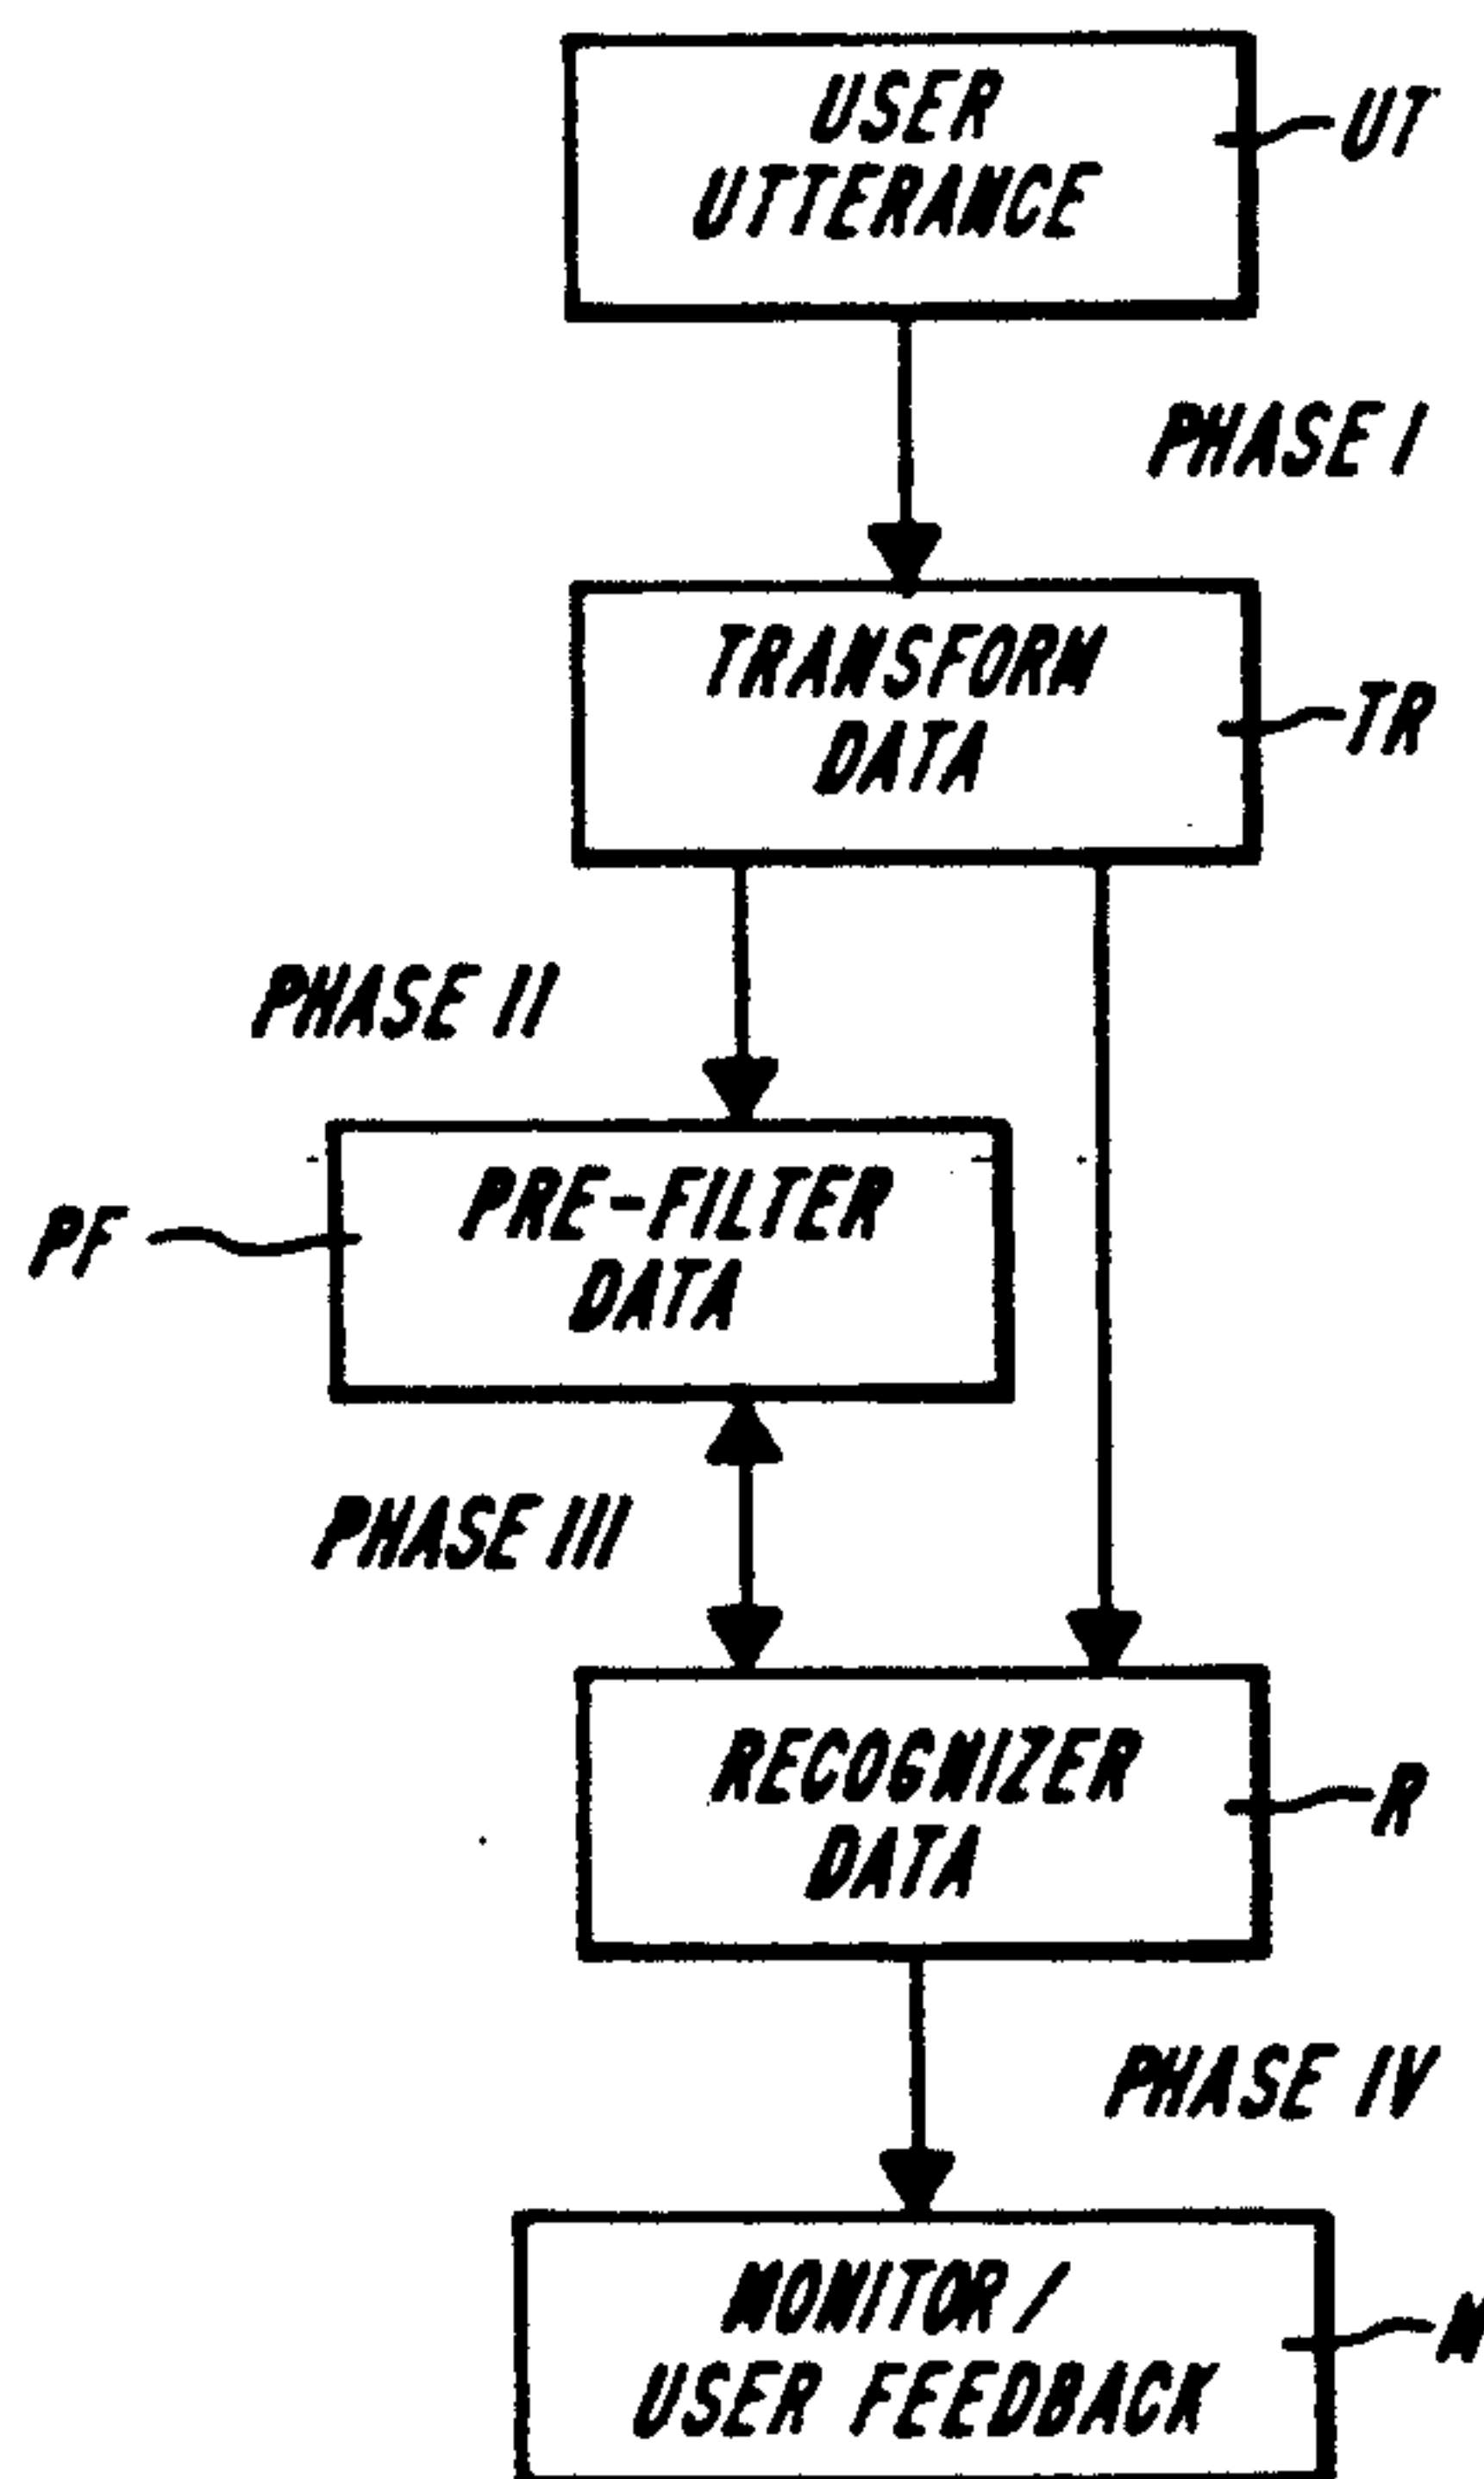 USER
UTTERANCE
UT
PHASE I
TRANSFORM
DATA
TR
PHASE II
PRE-FILTER
DATA
PF
PHASE III
RECOGNIZER
DATA
R
PHASE IV
MONITOR /
USER FEEDBACK